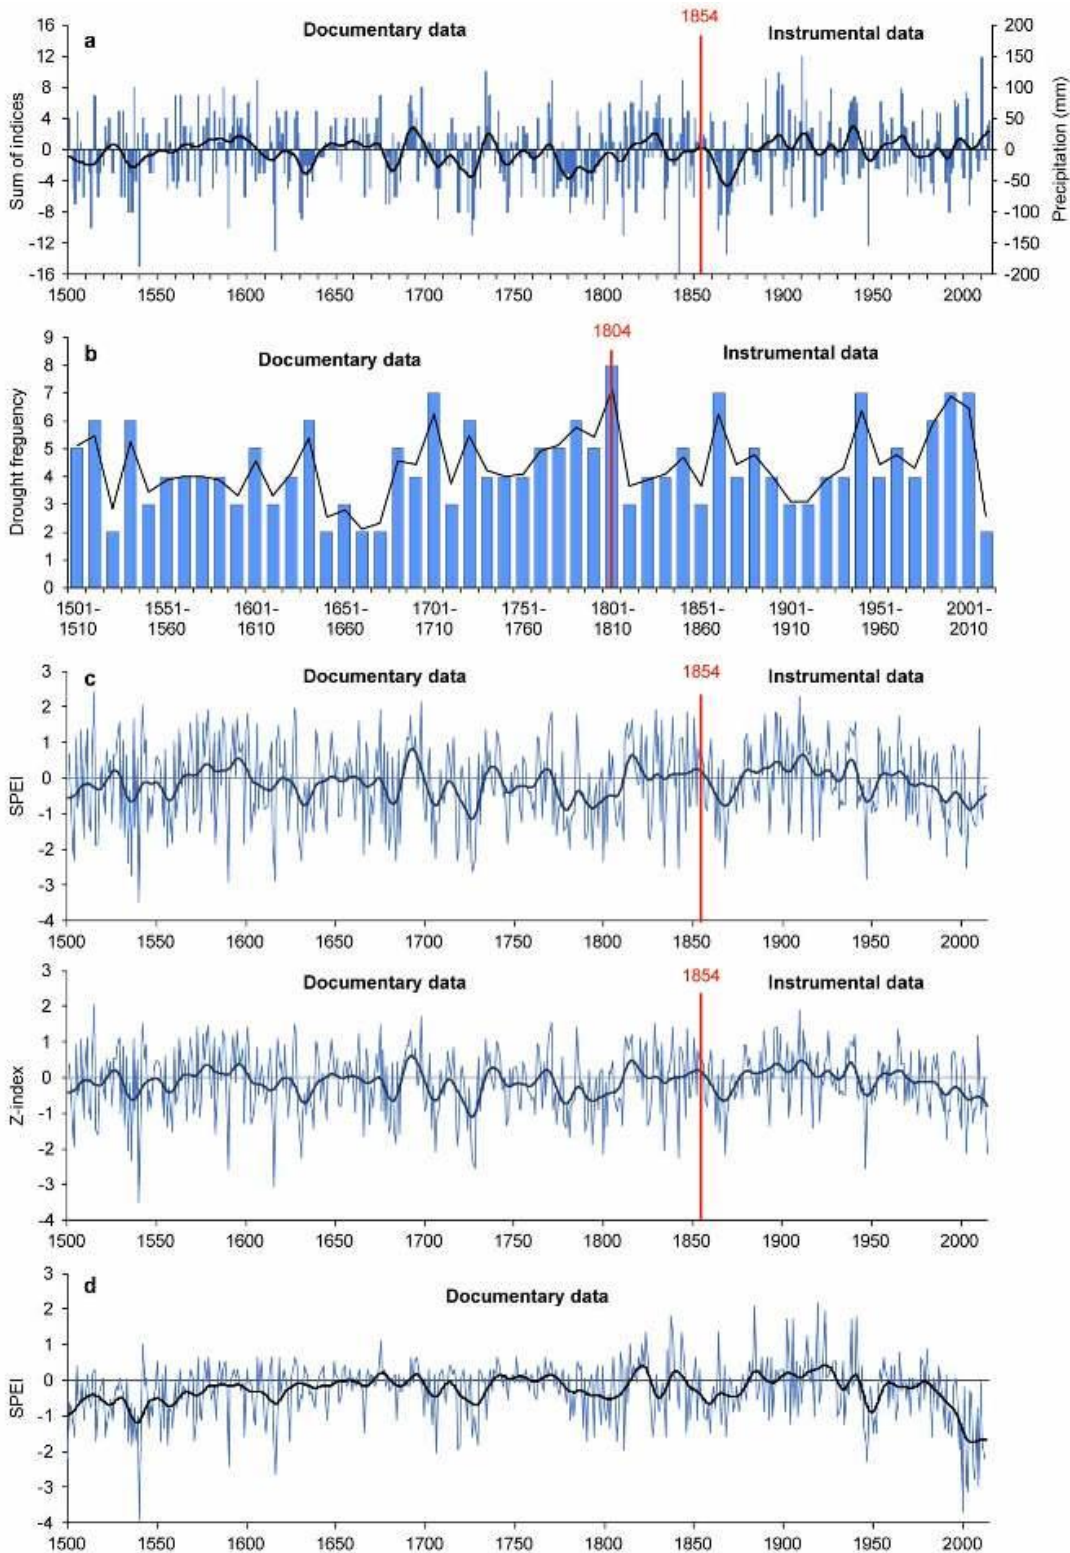 1854
16 Documentary data 200
a Instrumental data
12 150
8 100
4 50
0 0
-4 -50
-8 -100
-12 -150
-16 -200
Sum of indices
Precipitation (mm)
1500 1550 1600 1650 1700 1750 1800 1850 1900 1950 2000
1804
9
b Documentary data Instrumental data
8
7
6
5
4
3
2
1
0
Drought freguency
1501- 1551- 1601- 1651- 1701- 1751- 1801- 1851- 1901- 1951- 2001-
1510 1560 1610 1660 1710 1760 1810 1860 1910 1960 2010
3 1854
c Documentary data Instrumental data
2
1
0
-1
-2
-3
-4
SPEI
1500 1550 1600 1650 1700 1750 1800 1850 1900 1950 2000
3 1854
Documentary data Instrumental data
2
1
0
-1
-2
-3
-4
Z-index
1500 1550 1600 1650 1700 1750 1800 1850 1900 1950 2000
3
d Documentary data
2
1
0
-1
-2
-3
-4
SPEI
1500 1550 1600 1650 1700 1750 1800 1850 1900 1950 2000